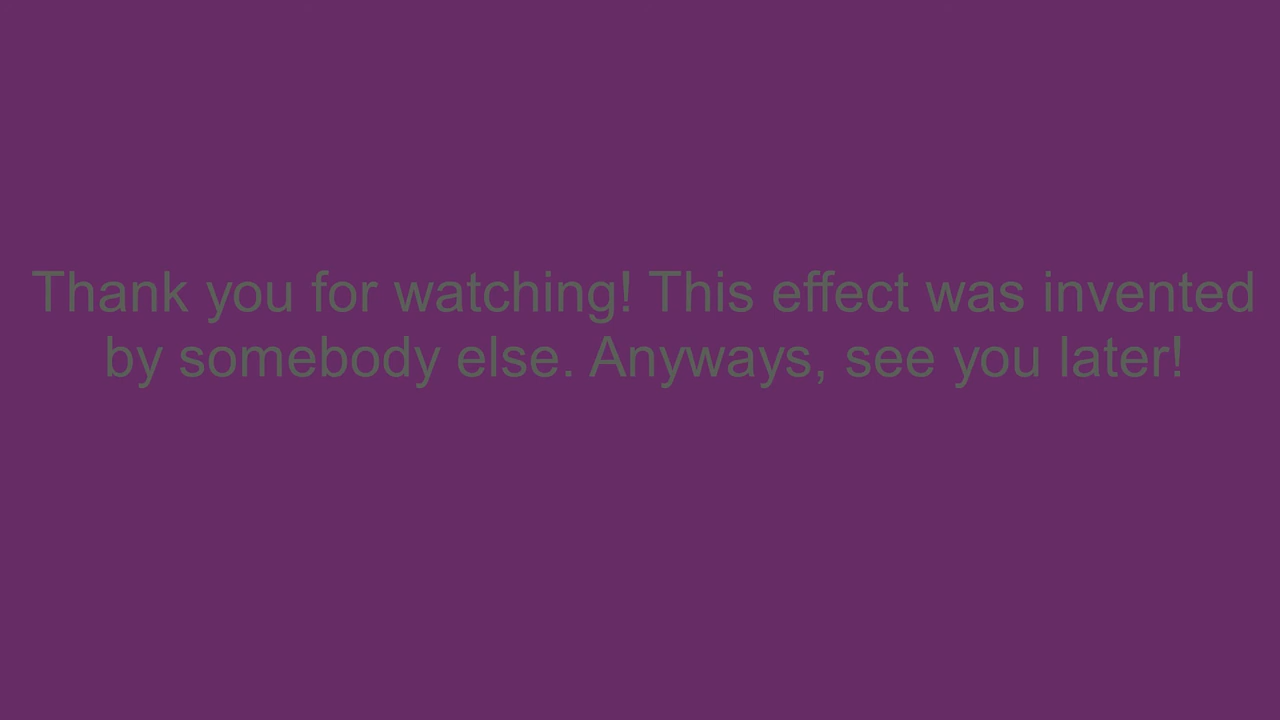 Thank you for watching! This effect was invented
by somebody else. Anyways, see you later!